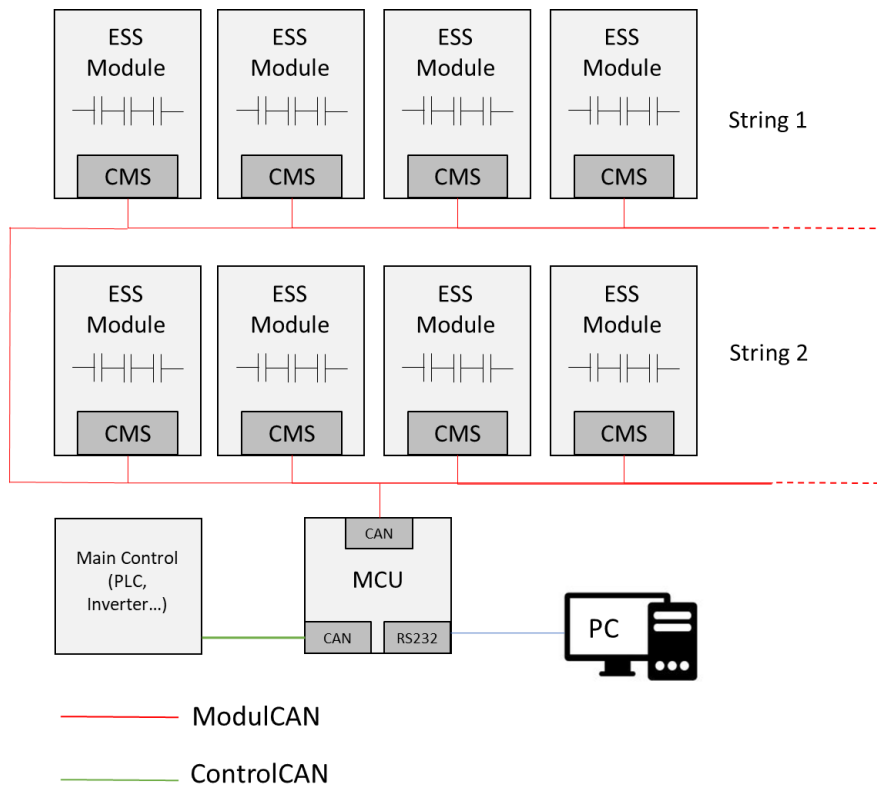 ESS
Module
CMS
ESS
Module
CMS
ESS
Module
CMS
ESS
Module
CMS
String 1
ESS
Module
CMS
ESS
Module
CMS
ESS
Module
CMS
ESS
Module
CMS
String 2
Main Control
(PLC,
Inverter...)
CAN
MCU
CAN
RS232
PC
ModulCAN
ControlCAN